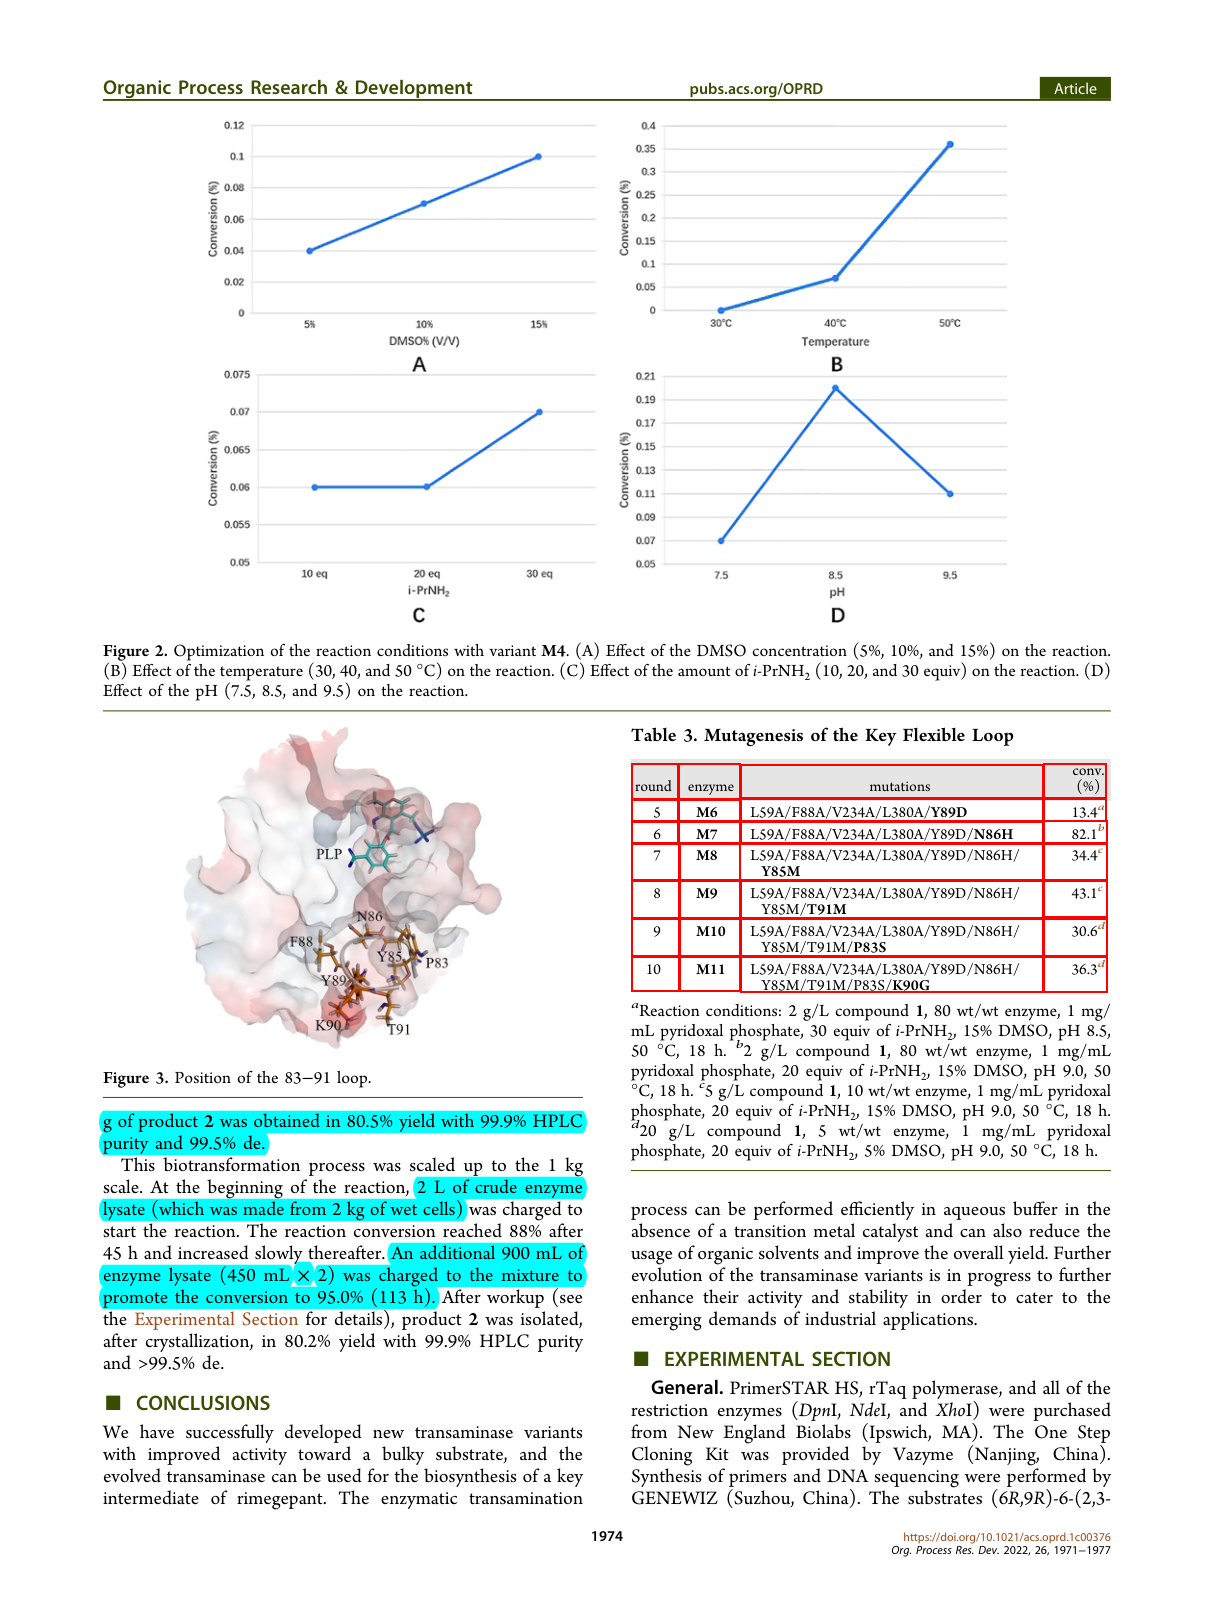 Organic Process Research & Development
pubs.acs.org/OPRD
Article
0.12
0.1
0.08
0.06
0.04
0.02
0
Conversion (%)
5%
10%
15%
DMSO% (V/V)
A
0.4
0.35
0.3
0.25
0.2
0.15
0.1
0.05
0
Conversion (%)
30°C
40°C
50°C
Temperature
B
0.075
0.07
0.065
0.06
0.055
0.05
Conversion (%)
10 eq
20 eq
30 eq
i-PrNH₂
C
0.21
0.19
0.17
0.15
0.13
0.11
0.09
0.07
0.05
Conversion (%)
7.5
8.5
9.5
pH
D
Figure 2. Optimization of the reaction conditions with variant M4. (A) Effect of the DMSO concentration (5%, 10%, and 15%) on the reaction.
(B) Effect of the temperature (30, 40, and 50 °C) on the reaction. (C) Effect of the amount of i-PrNH₂ (10, 20, and 30 equiv) on the reaction. (D)
Effect of the pH (7.5, 8.5, and 9.5) on the reaction.
PLP
N86
F88
Y85
P83
Y89
K90
T91
Figure 3. Position of the 83−91 loop.
g of product 2 was obtained in 80.5% yield with 99.9% HPLC
purity and 99.5% de.
This biotransformation process was scaled up to the 1 kg
scale. At the beginning of the reaction, 2 L of crude enzyme
lysate (which was made from 2 kg of wet cells) was charged to
start the reaction. The reaction conversion reached 88% after
45 h and increased slowly thereafter. An additional 900 mL of
enzyme lysate (450 mL × 2) was charged to the mixture to
promote the conversion to 95.0% (113 h). After workup (see
the Experimental Section for details), product 2 was isolated,
after crystallization, in 80.2% yield with 99.9% HPLC purity
and >99.5% de.
■ CONCLUSIONS
We have successfully developed new transaminase variants
with improved activity toward a bulky substrate, and the
evolved transaminase can be used for the biosynthesis of a key
intermediate of rimegepant. The enzymatic transamination
Table 3. Mutagenesis of the Key Flexible Loop
round enzyme mutations conv. (%)
5 M6 L59A/F88A/V234A/L380A/Y89D 13.4ᵃ
6 M7 L59A/F88A/V234A/L380A/Y89D/N86H 82.1ᵇ
7 M8 L59A/F88A/V234A/L380A/Y89D/N86H/ 34.4ᶜ
Y85M
8 M9 L59A/F88A/V234A/L380A/Y89D/N86H/ 43.1ᶜ
Y85M/T91M
9 M10 L59A/F88A/V234A/L380A/Y89D/N86H/ 30.6ᵈ
Y85M/T91M/P83S
10 M11 L59A/F88A/V234A/L380A/Y89D/N86H/ 36.3ᵈ
Y85M/T91M/P83S/K90G
ᵃReaction conditions: 2 g/L compound 1, 80 wt/wt enzyme, 1 mg/
mL pyridoxal phosphate, 30 equiv of i-PrNH₂, 15% DMSO, pH 8.5,
50 °C, 18 h. ᵇ2 g/L compound 1, 80 wt/wt enzyme, 1 mg/mL
pyridoxal phosphate, 20 equiv of i-PrNH₂, 15% DMSO, pH 9.0, 50
°C, 18 h. ᶜ5 g/L compound 1, 10 wt/wt enzyme, 1 mg/mL pyridoxal
phosphate, 20 equiv of i-PrNH₂, 15% DMSO, pH 9.0, 50 °C, 18 h.
ᵈ20 g/L compound 1, 5 wt/wt enzyme, 1 mg/mL pyridoxal
phosphate, 20 equiv of i-PrNH₂, 5% DMSO, pH 9.0, 50 °C, 18 h.
process can be performed efficiently in aqueous buffer in the
absence of a transition metal catalyst and can also reduce the
usage of organic solvents and improve the overall yield. Further
evolution of the transaminase variants is in progress to further
enhance their activity and stability in order to cater to the
emerging demands of industrial applications.
■ EXPERIMENTAL SECTION
General. PrimerSTAR HS, rTaq polymerase, and all of the
restriction enzymes (DpnI, NdeI, and XhoI) were purchased
from New England Biolabs (Ipswich, MA). The One Step
Cloning Kit was provided by Vazyme (Nanjing, China).
Synthesis of primers and DNA sequencing were performed by
GENEWIZ (Suzhou, China). The substrates (6R,9R)-6-(2,3-
1974
https://doi.org/10.1021/acs.oprd.1c00376
Org. Process Res. Dev. 2022, 26, 1971−1977